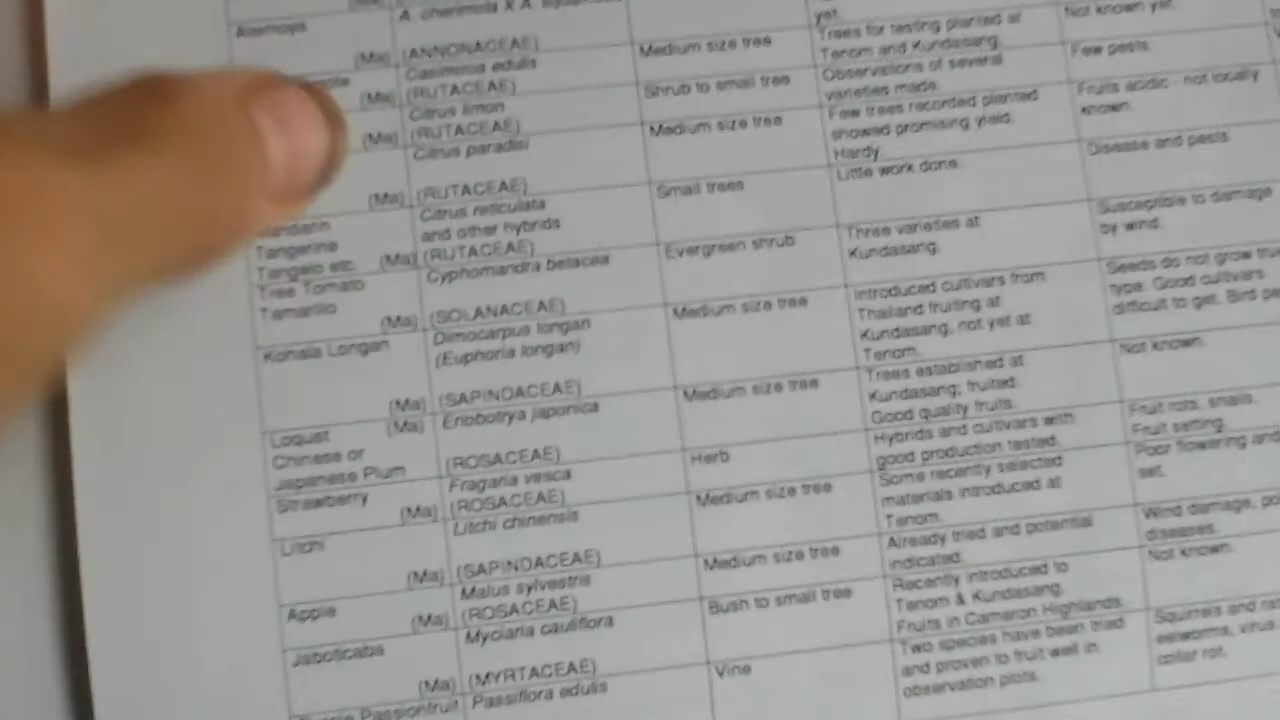 A. cherimola X A.
yet.
Not known yet.
Atemoya
(Ma) (ANNONACEAE) Medium size tree Trees for testing planted at
Casimiroa edulis Tenom and Kundasang. Few pests.
(Ma) (RUTACEAE) Shrub to small tree Observations of several
Citrus limon varieties made. Fruits acidic - not locally
(Ma) (RUTACEAE) Medium size tree Few trees recorded planted known.
Citrus paradisi showed promising yield.
Hardy. Disease and pests.
(Ma) (RUTACEAE) Small trees Little work done.
Mandarin Citrus reticulata
Tangerine and other hybrids Susceptible to damage
Tangelo etc. (Ma) (RUTACEAE) Evergreen shrub Three varieties at by wind.
Tree Tomato Cyphomandra betacea Kundasang.
Tamarillo
(Ma) (SOLANACEAE) Medium size tree Introduced cultivars from Seeds do not grow true
Konala Longan Dimocarpus longan Thailand fruiting at type. Good cultivars
(Euphoria longan) Kundasang, not yet at difficult to get. Bird
Tenom.
(Ma) (SAPINDACEAE) Medium size tree Trees established at Not known.
(Ma) Eriobotrya japonica Kundasang; fruited.
Loquat Good quality fruits.
Chinese or Hybrids and cultivars with Fruit rots, snails.
Japanese Plum (ROSACEAE) Herb good production tested. Fruit setting.
Strawberry Fragaria vesca Some recently selected Poor flowering and
(Ma) (ROSACEAE) Medium size tree materials introduced at set.
Litchi Litchi chinensis Tenom.
Already tried and potential Wind damage,
(Ma) (SAPINDACEAE) Medium size tree indicated. diseases.
Apple Malus sylvestris Recently introduced to Not known.
(Ma) (ROSACEAE) Bush to small tree Tenom & Kundasang.
Jaboticaba Myciaria cauliflora Fruits in Cameron Highlands.
Two species have been tried Squirrels and
(Ma) (MYRTACEAE) Vine and proven to fruit well in eelworms, virus
Passionfruit Passiflora edulis observation plots. collar rot.